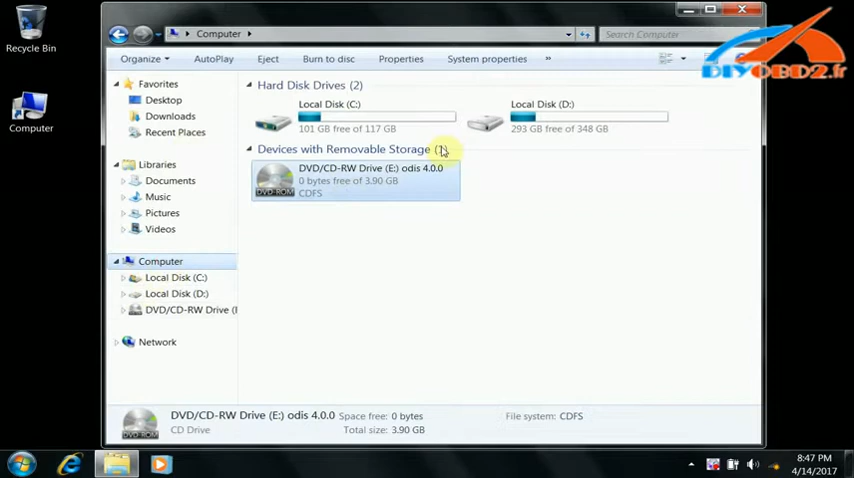 Recycle Bin
Computer
Computer
Search Computer
Organize
AutoPlay
Eject
Burn to disc
Properties
System properties
»
DIYOBD2.fr
Favorites
Desktop
Downloads
Recent Places
Libraries
Documents
Music
Pictures
Videos
Computer
Local Disk (C:)
Local Disk (D:)
DVD/CD-RW Drive (
Network
Hard Disk Drives (2)
Local Disk (C:)
101 GB free of 117 GB
Local Disk (D:)
293 GB free of 348 GB
Devices with Removable Storage (1)
DVD/CD-RW Drive (E:) odis 4.0.0
0 bytes free of 3.90 GB
CDFS
DVD-ROM
DVD/CD-RW Drive (E:) odis 4.0.0 Space free: 0 bytes File system: CDFS
CD Drive Total size: 3.90 GB
DVD-ROM
8:47 PM
4/14/2017